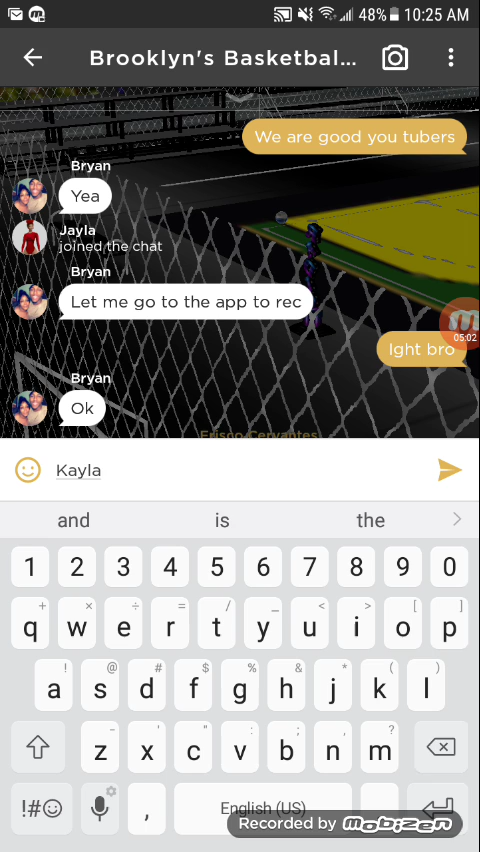 48% 10:25 AM
Brooklyn's Basketbal...
We are good you tubers
Bryan
Yea
Jayla
joined the chat
Bryan
Let me go to the app to rec
05:02
Ight bro
Bryan
Ok
Frisco Cervantes
Kayla
and is the
1 2 3 4 5 6 7 8 9 0
+ × ÷ = / _ < > [ ]
q w e r t y u i o p
! @ # $ % & * ( )
a s d f g h j k l
- ' " : ; , ?
z x c v b n m
!#☺ , English (US)
Recorded by mobizen